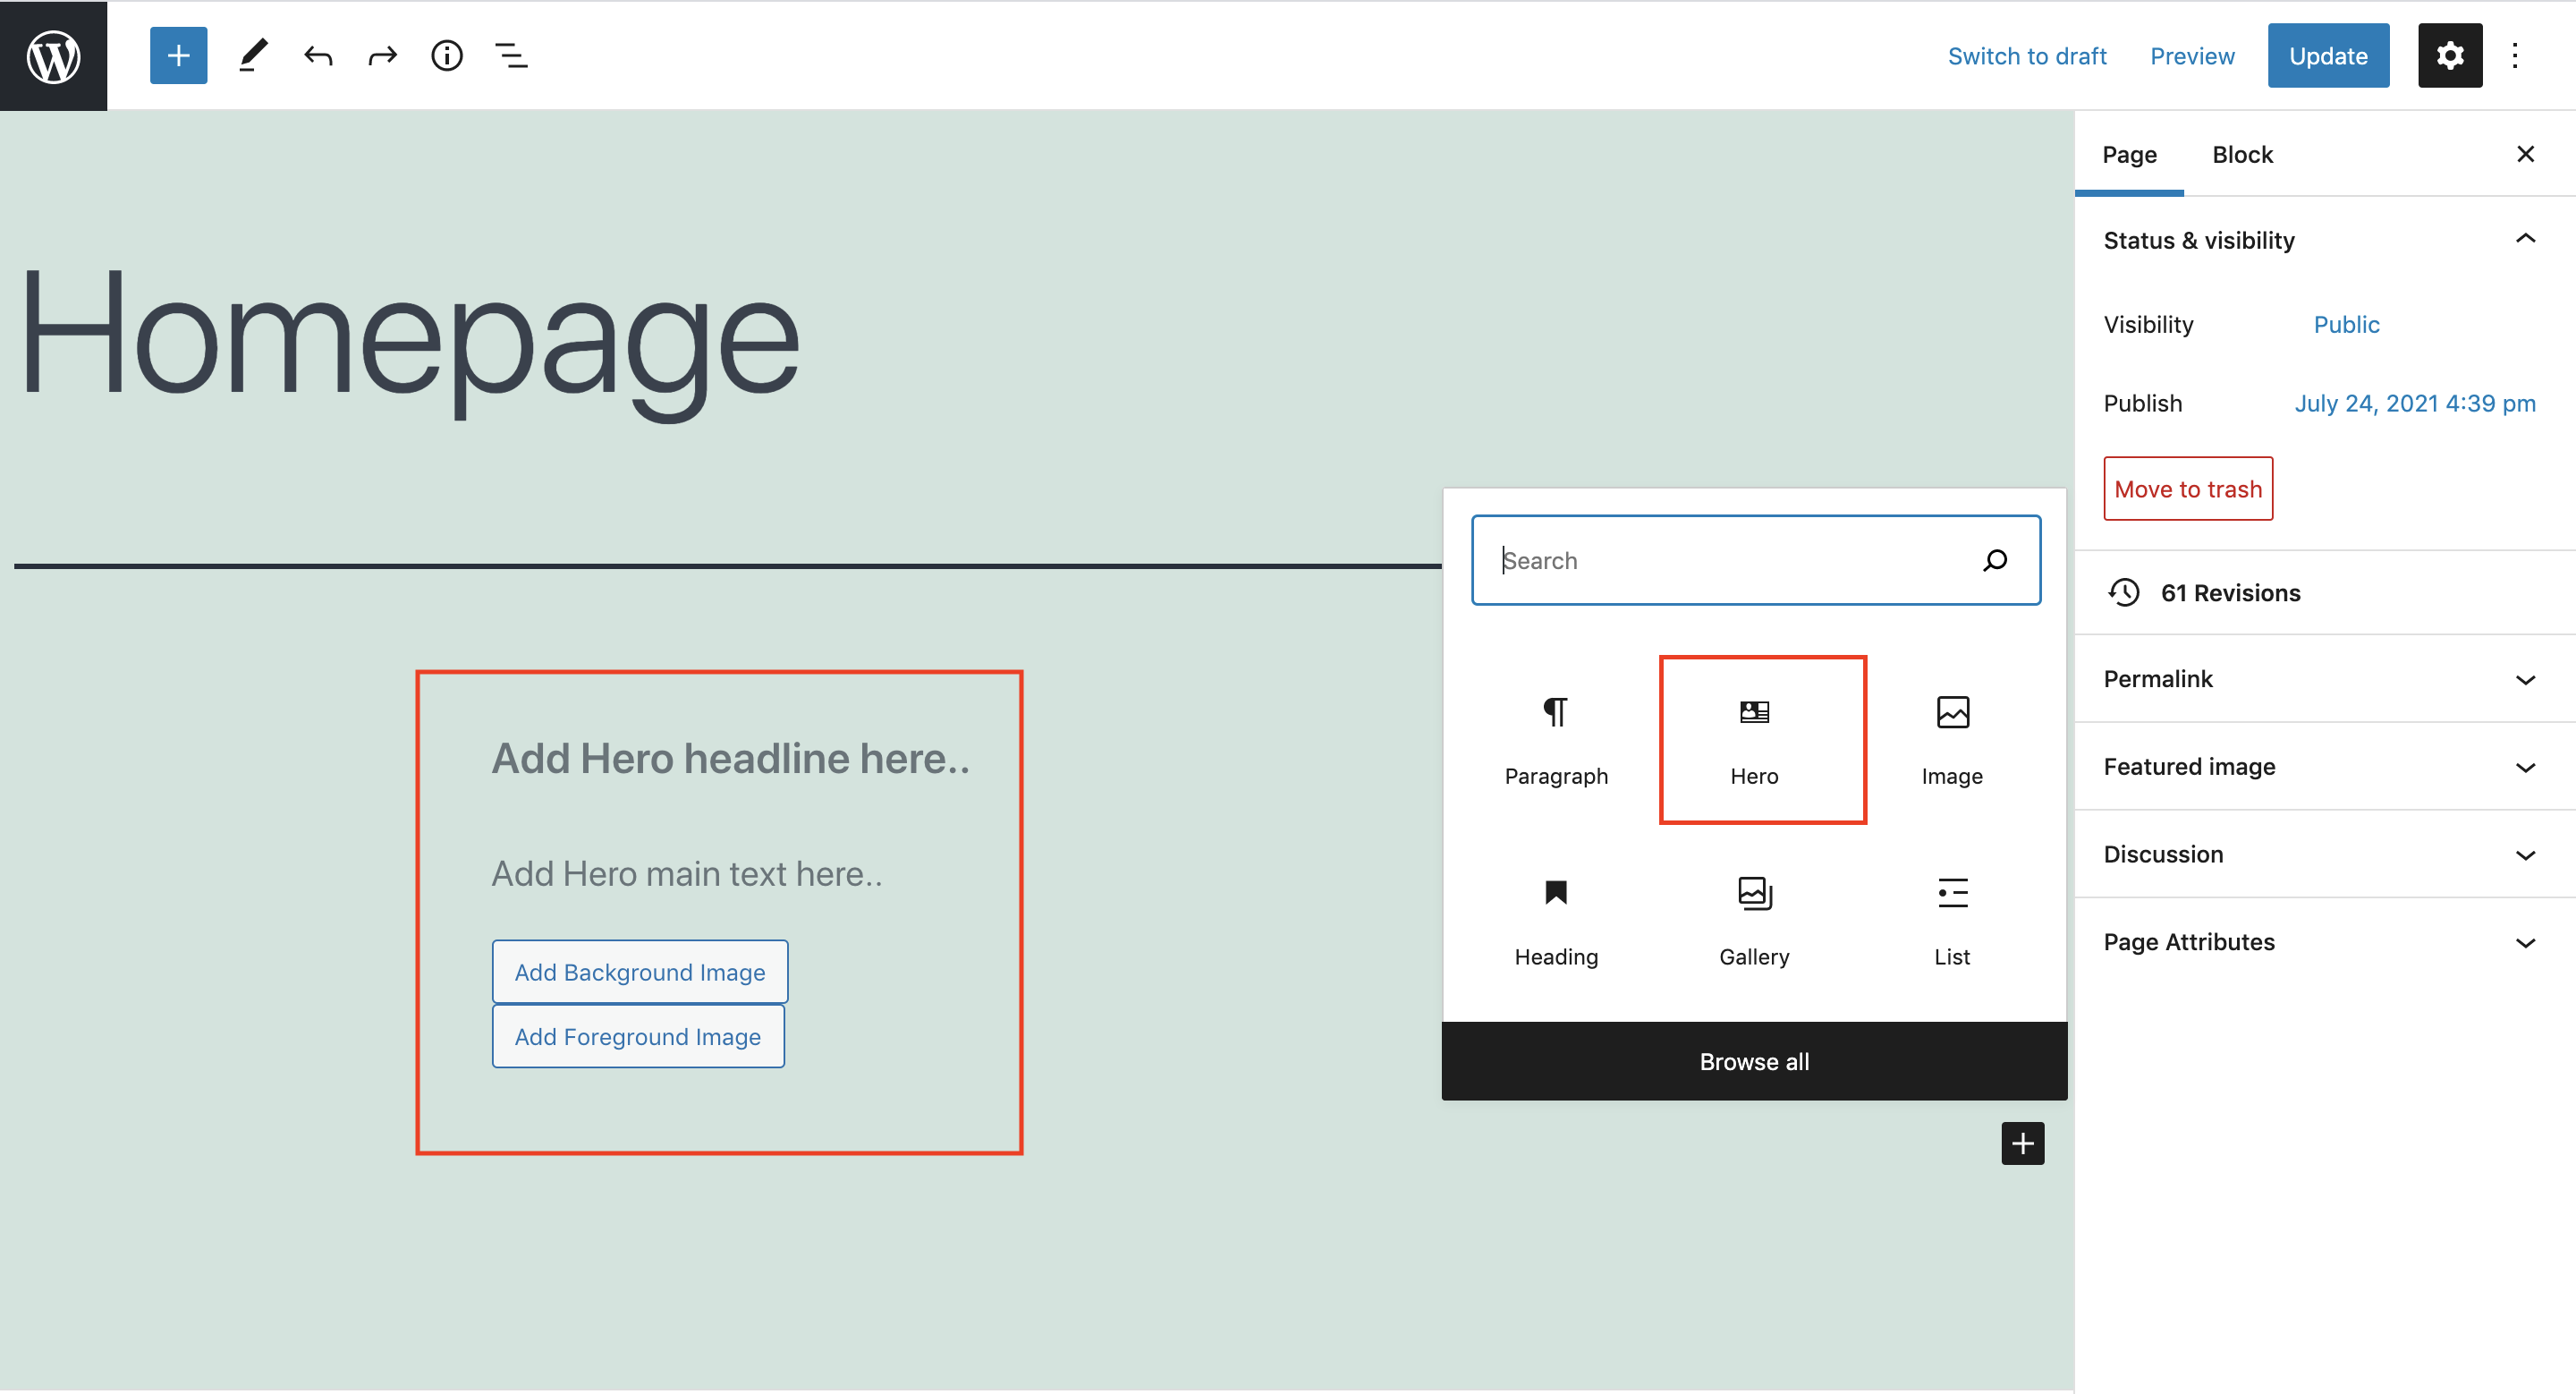 Switch to draft
Preview
Update
Homepage
Add Hero headline here..
Add Hero main text here..
Add Background Image
Add Foreground Image
Search
Paragraph
Hero
Image
Heading
Gallery
List
Browse all
Page
Block
Status & visibility
Visibility
Public
Publish
July 24, 2021 4:39 pm
Move to trash
61 Revisions
Permalink
Featured image
Discussion
Page Attributes